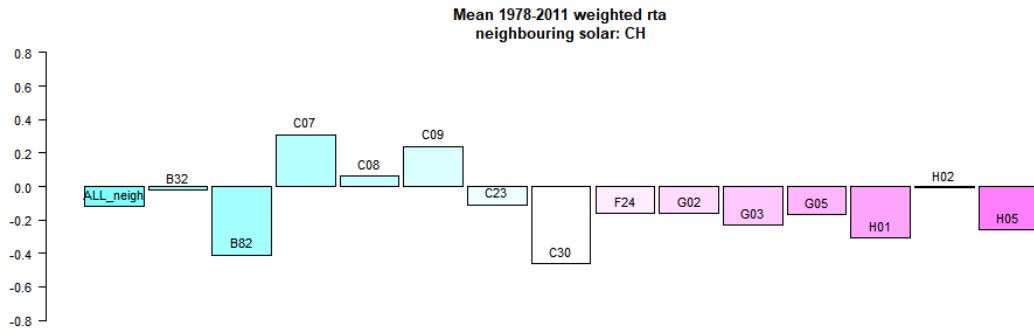 Mean 1978-2011 weighted rta
neighbouring solar: CH
0.8
0.6
0.4
0.2
0.0
-0.2
-0.4
-0.6
-0.8
ALL_neigh
B32
B82
C07
C08
C09
C23
C30
F24
G02
G03
G05
H01
H02
H05